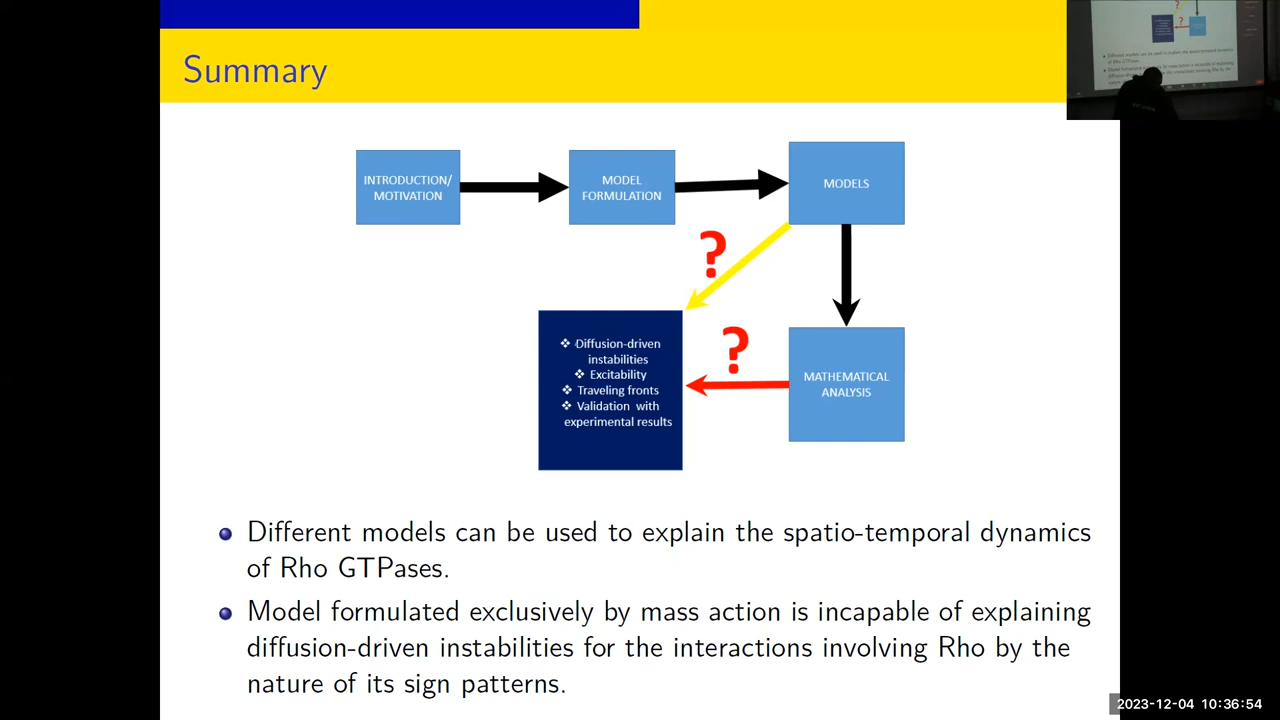 Summary
INTRODUCTION/
MOTIVATION
MODEL
FORMULATION
MODELS
?
?
❖ Diffusion-driven
instabilities
❖ Excitability
❖ Traveling fronts
❖ Validation with
experimental results
MATHEMATICAL
ANALYSIS
Different models can be used to explain the spatio-temporal dynamics
of Rho GTPases.
Model formulated exclusively by mass action is incapable of explaining
diffusion-driven instabilities for the interactions involving Rho by the
nature of its sign patterns.
2023-12-04 10:36:54